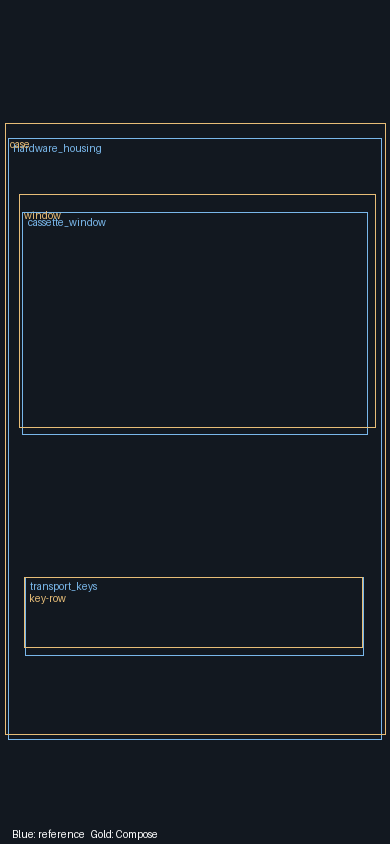 case
hardware_housing
window
cassette_window
transport_keys
key-row
Blue: reference Gold: Compose